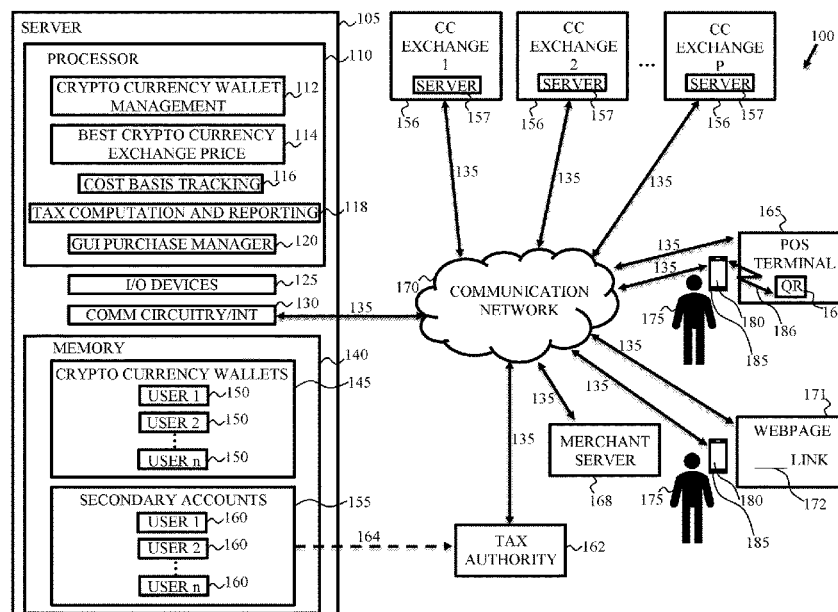 SERVER
105
PROCESSOR
110
CRYPTO CURRENCY WALLET
MANAGEMENT
112
BEST CRYPTO CURRENCY
EXCHANGE PRICE
114
COST BASIS TRACKING
116
TAX COMPUTATION AND REPORTING
118
GUI PURCHASE MANAGER
120
I/O DEVICES
125
COMM CIRCUITRY/INT
130
135
MEMORY
140
CRYPTO CURRENCY WALLETS
145
USER 1
150
USER 2
150
USER n
150
SECONDARY ACCOUNTS
155
USER 1
160
USER 2
160
USER n
160
164
CC
EXCHANGE
1
SERVER
156
157
CC
EXCHANGE
2
SERVER
156
157
...
CC
EXCHANGE
P
SERVER
156
157
100
135
135
135
170
COMMUNICATION
NETWORK
135
135
165
POS
TERMINAL
QR
175
180
185
186
135
135
135
135
171
WEBPAGE
LINK
172
175
180
185
MERCHANT
SERVER
168
TAX
AUTHORITY
162